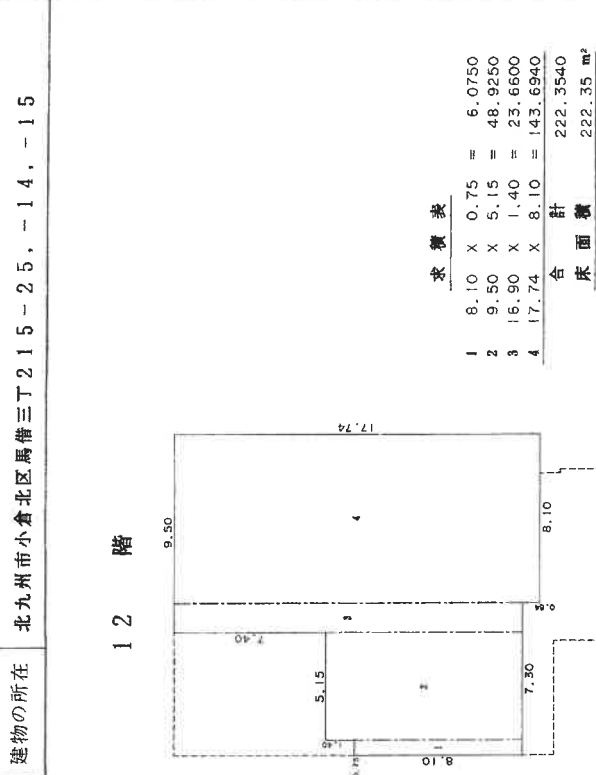 建物の所在 北九州市小倉北区馬借三丁215-25, -14, -15
12 階
9.50
17.74
4
3
7.40
5.15
2
1
8.10
7.30
8.10
求積表
1 8.10 X 0.75 = 6.0750
2 9.50 X 5.15 = 48.9250
3 16.90 X 1.40 = 23.6600
4 17.74 X 8.10 = 143.6940
合計 222.3540
床面積 222.35 m²